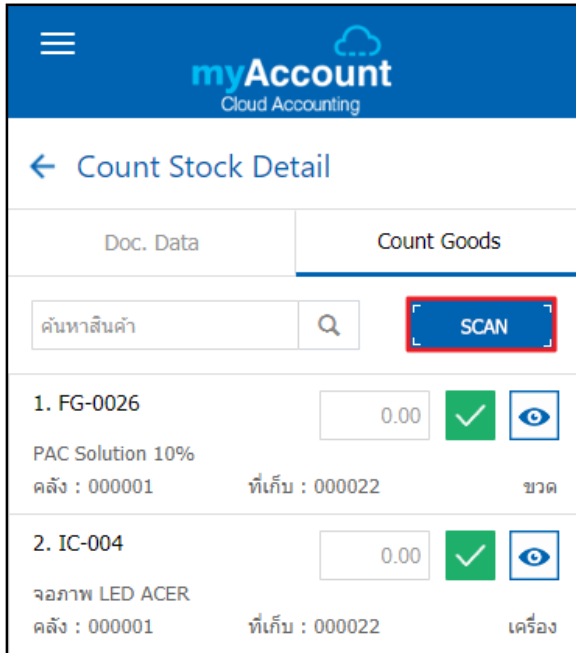 myAccount
Cloud Accounting
Count Stock Detail
Doc. Data Count Goods
ค้นหาสินค้า SCAN
1. FG-0026 0.00
PAC Solution 10%
คลัง : 000001 ที่เก็บ : 000022 ขวด
2. IC-004 0.00
จอภาพ LED ACER
คลัง : 000001 ที่เก็บ : 000022 เครื่อง